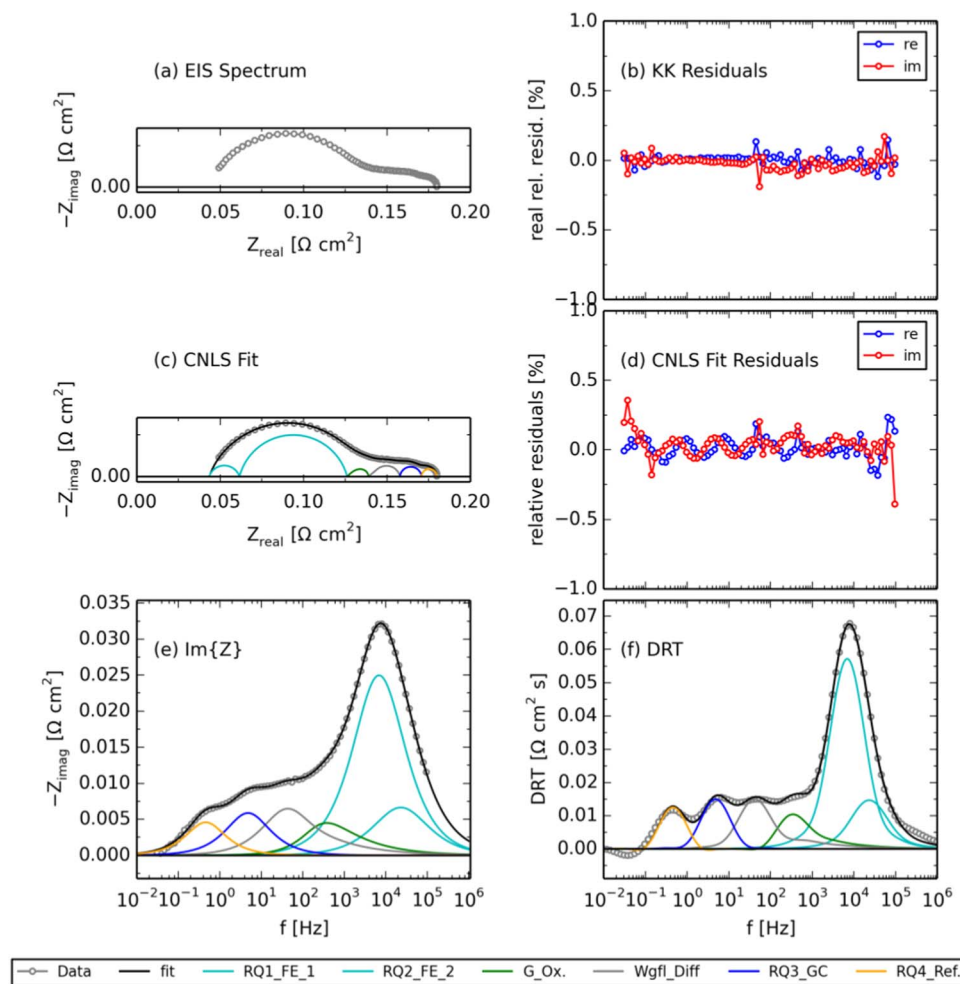 (a) EIS Spectrum
−Z_imag [Ω cm²]
0.00
0.00 0.05 0.10 0.15 0.20
Z_real [Ω cm²]
(b) KK Residuals
re
im
real rel. resid. [%]
1.0
0.5
0.0
−0.5
−1.0
(c) CNLS Fit
−Z_imag [Ω cm²]
0.00
0.00 0.05 0.10 0.15 0.20
Z_real [Ω cm²]
(d) CNLS Fit Residuals
re
im
relative residuals [%]
1.0
0.5
0.0
−0.5
−1.0
(e) Im{Z}
−Z_imag [Ω cm²]
0.035
0.030
0.025
0.020
0.015
0.010
0.005
0.000
10⁻² 10⁻¹ 10⁰ 10¹ 10² 10³ 10⁴ 10⁵ 10⁶
f [Hz]
(f) DRT
DRT [Ω cm² s]
0.07
0.06
0.05
0.04
0.03
0.02
0.01
0.00
10⁻² 10⁻¹ 10⁰ 10¹ 10² 10³ 10⁴ 10⁵ 10⁶
f [Hz]
Data fit RQ1_FE_1 RQ2_FE_2 G_Ox. Wgfl_Diff RQ3_GC RQ4_Ref.